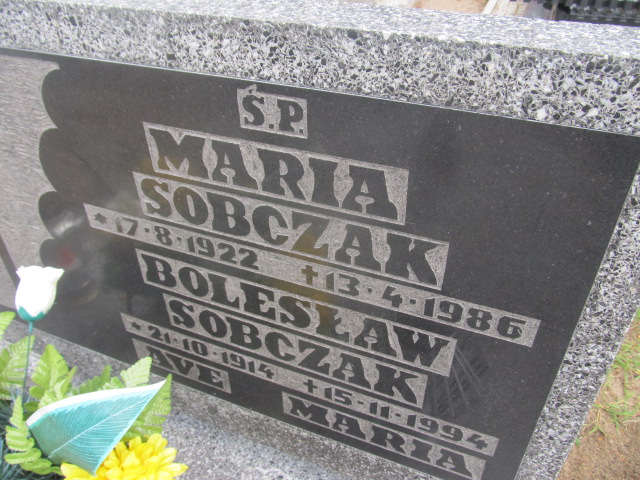 Ś.P.
MARIA
SOBCZAK
* 17-8-1922 †13-4-1986
BOLESŁAW
SOBCZAK
* 21-10-1914 †15-11-1994
AVE MARIA